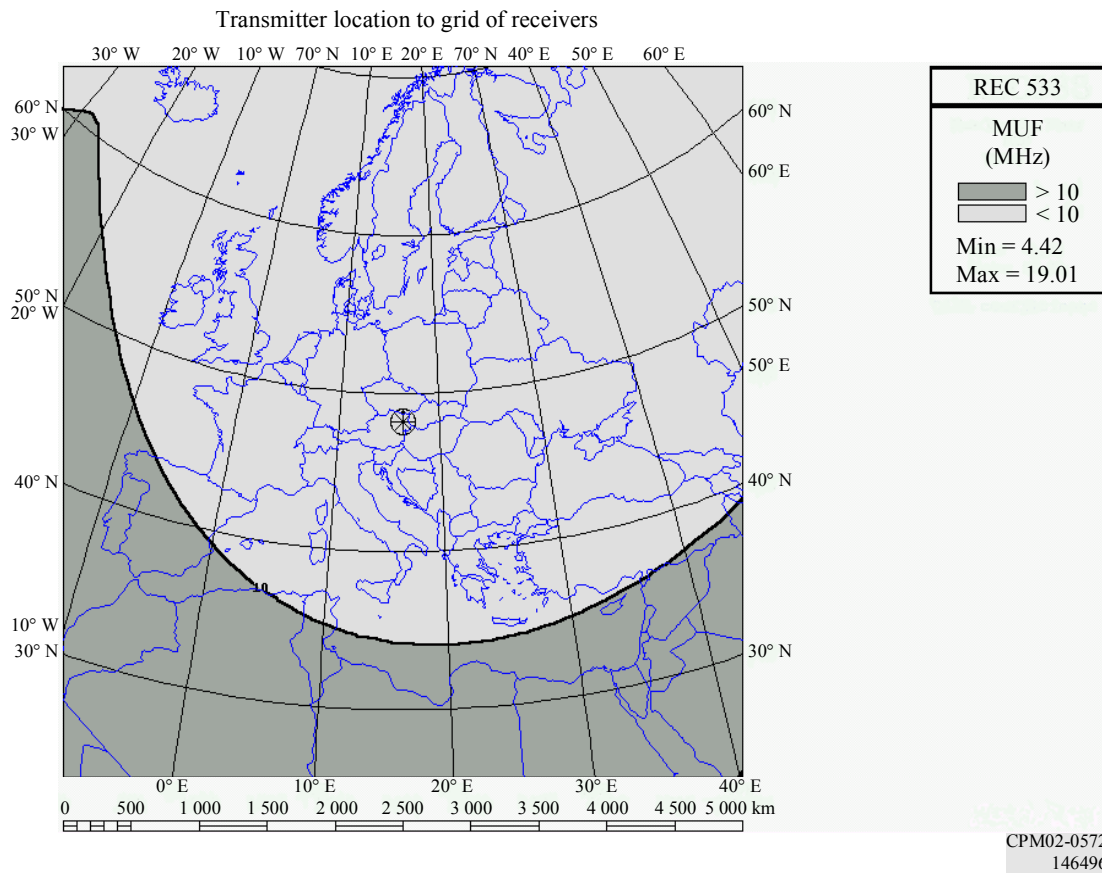 Transmitter location to grid of receivers
30° W 20° W 10° W 70° N 10° E 20° E 70° N 40° E 50° E 60° E
60° N
30° W
50° N
20° W
40° N
10° W
30° N
60° N
60° E
50° N
50° E
40° N
30° N
10
0° E 10° E 20° E 30° E 40° E
0 500 1 000 1 500 2 000 2 500 3 000 3 500 4 000 4 500 5 000 km
REC 533
MUF
(MHz)
> 10
< 10
Min = 4.42
Max = 19.01
CPM02-0572
146496